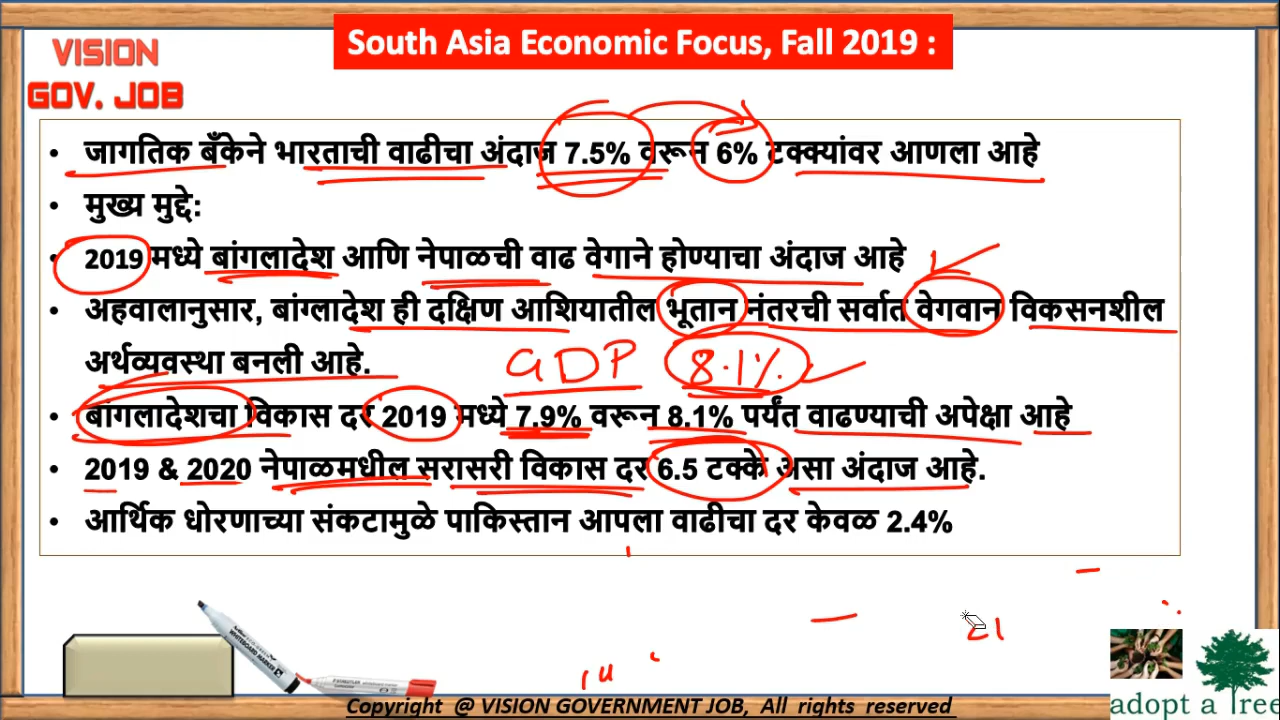 South Asia Economic Focus, Fall 2019 :
VISION
GOV. JOB
• जागतिक बँकेने भारताची वाढीचा अंदाज 7.5% वरून 6% टक्क्यांवर आणला आहे
• मुख्य मुद्दे:
• 2019 मध्ये बांगलादेश आणि नेपाळची वाढ वेगाने होण्याचा अंदाज आहे
• अहवालानुसार, बांग्लादेश ही दक्षिण आशियातील भूतान नंतरची सर्वात वेगवान विकसनशील
अर्थव्यवस्था बनली आहे.
GDP 8.1%
• बांगलादेशचा विकास दर 2019 मध्ये 7.9% वरून 8.1% पर्यंत वाढण्याची अपेक्षा आहे
• 2019 & 2020 नेपाळमधील सरासरी विकास दर 6.5 टक्के असा अंदाज आहे.
• आर्थिक धोरणाच्या संकटामुळे पाकिस्तान आपला वाढीचा दर केवळ 2.4%
adopt a Tree
Copyright @ VISION GOVERNMENT JOB, All rights reserved